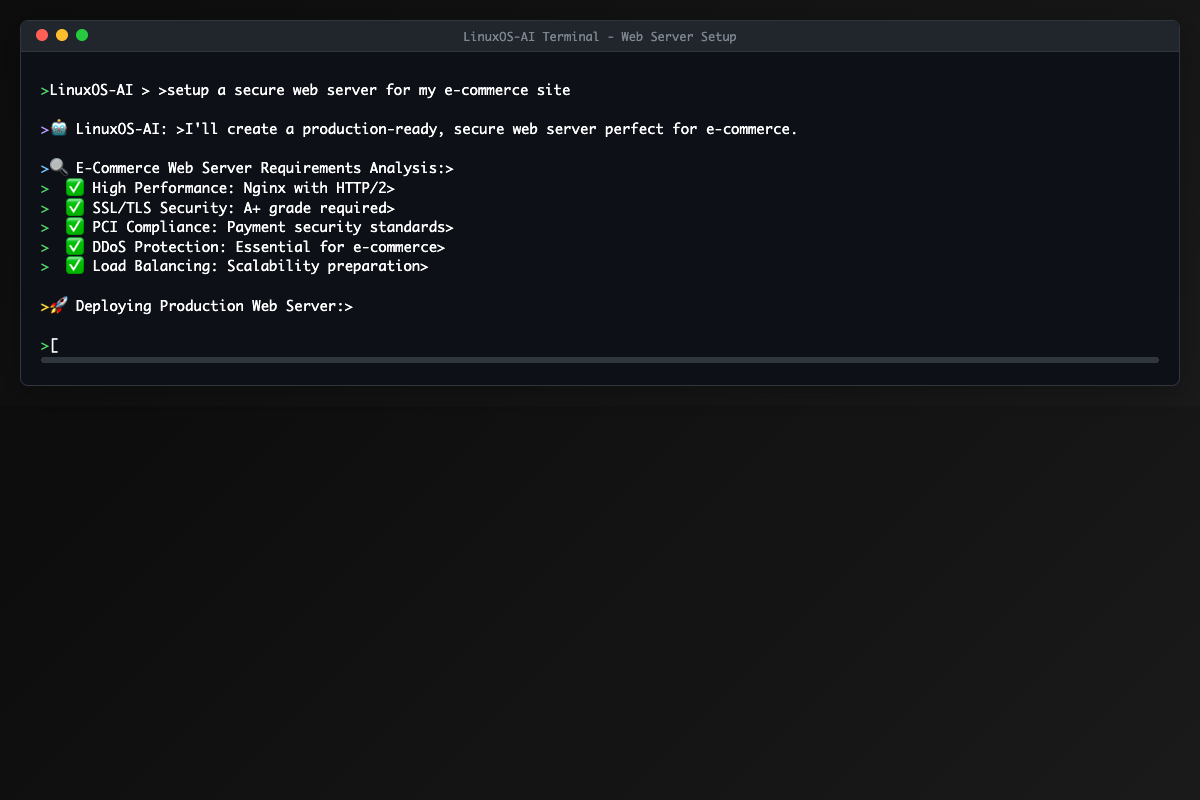 LinuxOS-AI Terminal - Web Server Setup
>LinuxOS-AI > >setup a secure web server for my e-commerce site
>🤖 LinuxOS-AI: >I'll create a production-ready, secure web server perfect for e-commerce.
>🔍 E-Commerce Web Server Requirements Analysis:>
>  ✅ High Performance: Nginx with HTTP/2>
>  ✅ SSL/TLS Security: A+ grade required>
>  ✅ PCI Compliance: Payment security standards>
>  ✅ DDoS Protection: Essential for e-commerce>
>  ✅ Load Balancing: Scalability preparation>
>🚀 Deploying Production Web Server:>
>[